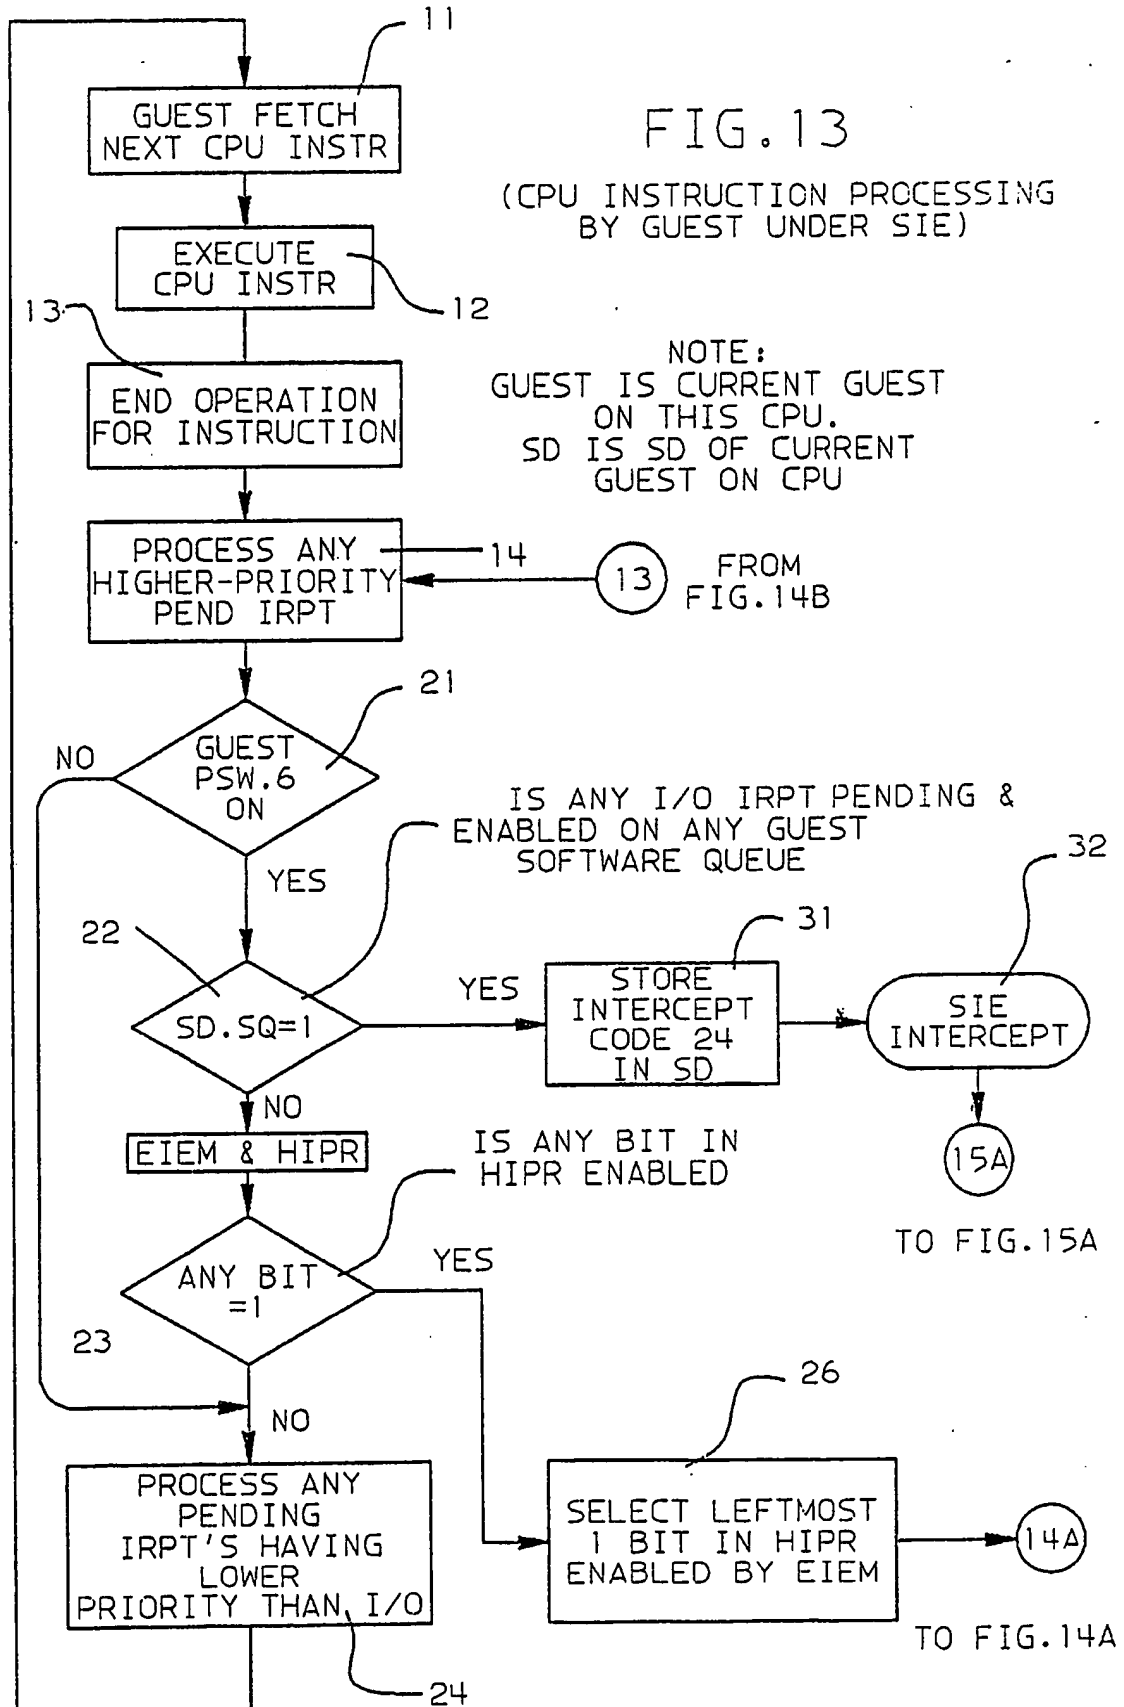 11
GUEST FETCH
NEXT CPU INSTR
FIG.13
(CPU INSTRUCTION PROCESSING
BY GUEST UNDER SIE)
EXECUTE
CPU INSTR
12
13
END OPERATION
FOR INSTRUCTION
NOTE:
GUEST IS CURRENT GUEST
ON THIS CPU.
SD IS SD OF CURRENT
GUEST ON CPU
PROCESS ANY
HIGHER-PRIORITY
PEND IRPT
14
13
FROM
FIG.14B
21
GUEST
PSW.6
ON
NO
YES
IS ANY I/O IRPT PENDING &
ENABLED ON ANY GUEST
SOFTWARE QUEUE
22
SD.SQ=1
YES
31
STORE
INTERCEPT
CODE 24
IN SD
32
SIE
INTERCEPT
15A
TO FIG.15A
NO
EIEM & HIPR
IS ANY BIT IN
HIPR ENABLED
ANY BIT
=1
YES
23
NO
26
SELECT LEFTMOST
1 BIT IN HIPR
ENABLED BY EIEM
14A
TO FIG.14A
PROCESS ANY
PENDING
IRPT'S HAVING
LOWER
PRIORITY THAN I/O
24